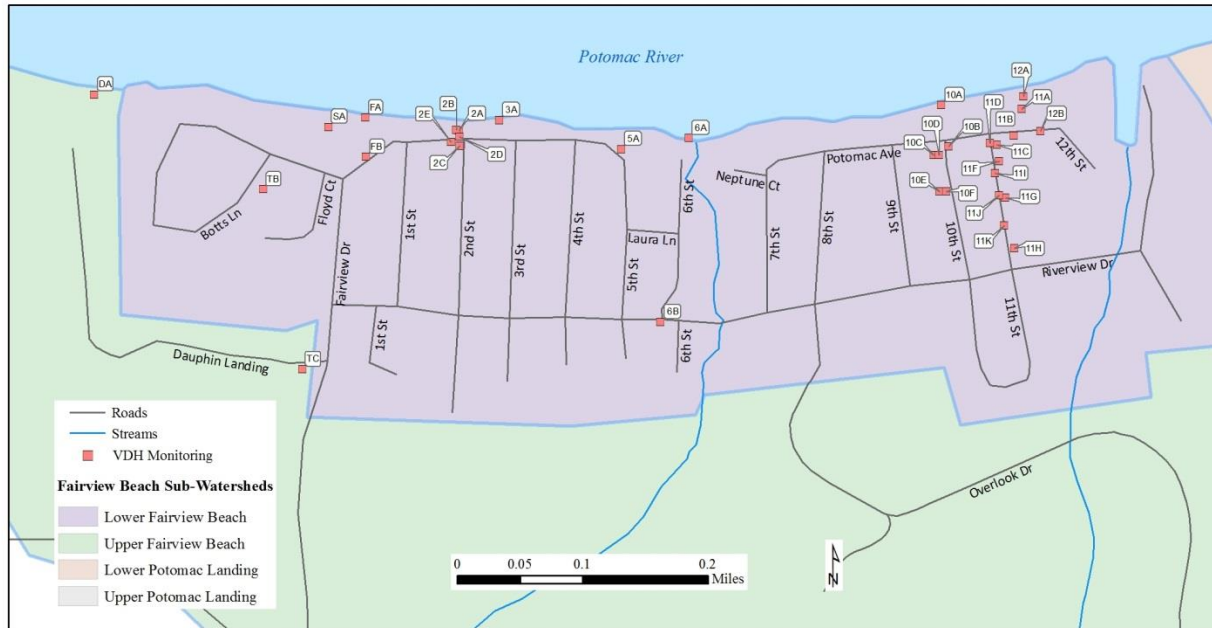 Potomac River
DA
SA
FA
FB
2E
2B
2A
3A
2C
2D
5A
6A
10A
10D
10B
10C
11D
12A
11A
11B
12B
11C
11F
11I
10E
10F
11J
11G
11K
11H
TB
TC
6B
Botts Ln
Floyd Ct
Fairview Dr
1st St
2nd St
3rd St
4th St
5th St
Laura Ln
6th St
Neptune Ct
7th St
8th St
Potomac Ave
9th St
10th St
11th St
12th St
Riverview Dr
1st St
6th St
Dauphin Landing
Overlook Dr
Roads
Streams
VDH Monitoring
Fairview Beach Sub-Watersheds
Lower Fairview Beach
Upper Fairview Beach
Lower Potomac Landing
Upper Potomac Landing
0 0.05 0.1 0.2
Miles
N